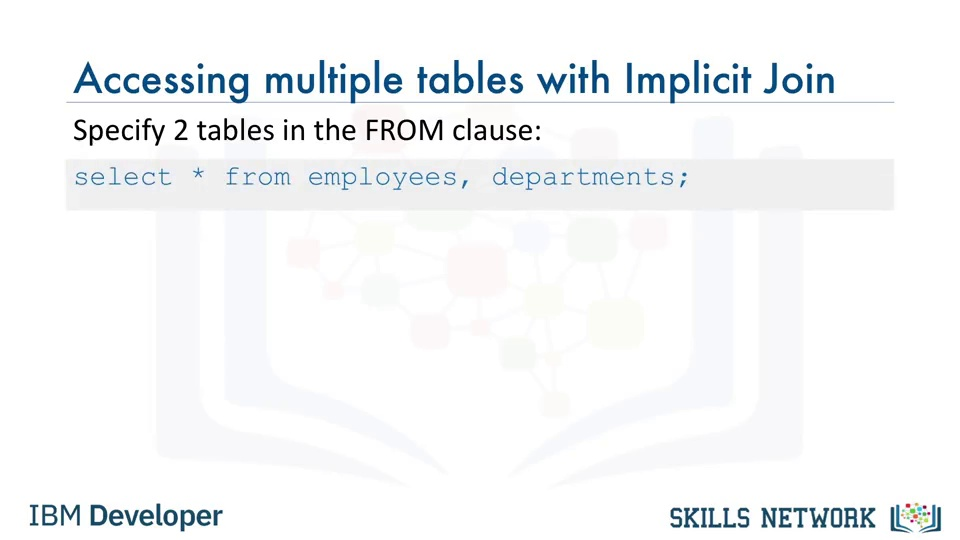 Accessing multiple tables with Implicit Join
Specify 2 tables in the FROM clause:
select * from employees, departments;
IBM Developer
SKILLS NETWORK